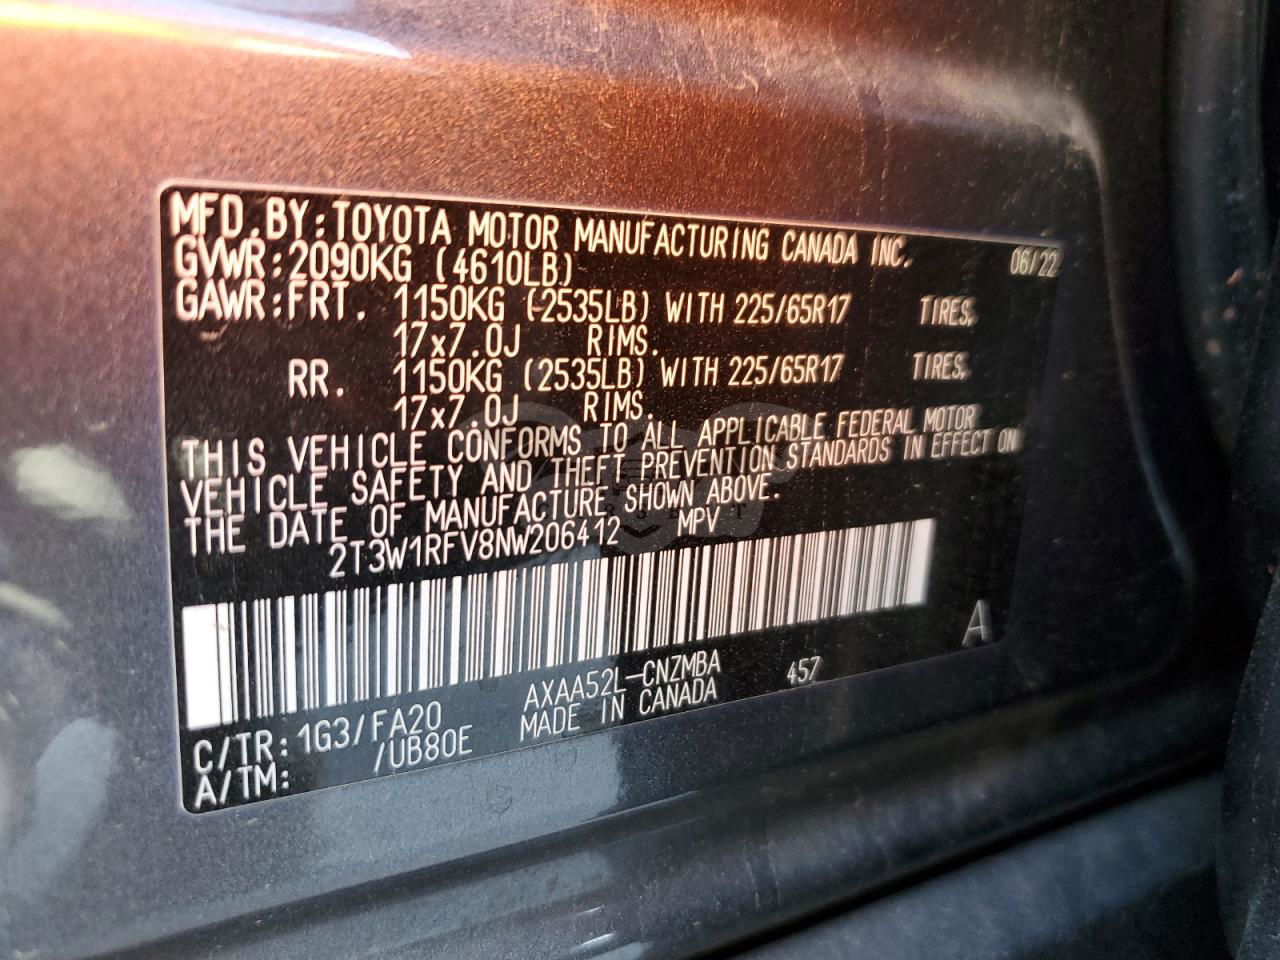 MFD.BY:TOYOTA MOTOR MANUFACTURING CANADA INC. 06/22
GVWR:2090KG (4610LB)
GAWR:FRT. 1150KG (2535LB) WITH 225/65R17 TIRES,
17x7.0J RIMS.
RR. 1150KG (2535LB) WITH 225/65R17 TIRES,
17x7.0J RIMS.
THIS VEHICLE CONFORMS TO ALL APPLICABLE FEDERAL MOTOR
VEHICLE SAFETY AND THEFT PREVENTION STANDARDS IN EFFECT ON
THE DATE OF MANUFACTURE SHOWN ABOVE.
2T3W1RFV8NW206412 MPV
A
C/TR:1G3/FA20 AXAA52L-CNZMBA 457
A/TM: /UB80E MADE IN CANADA